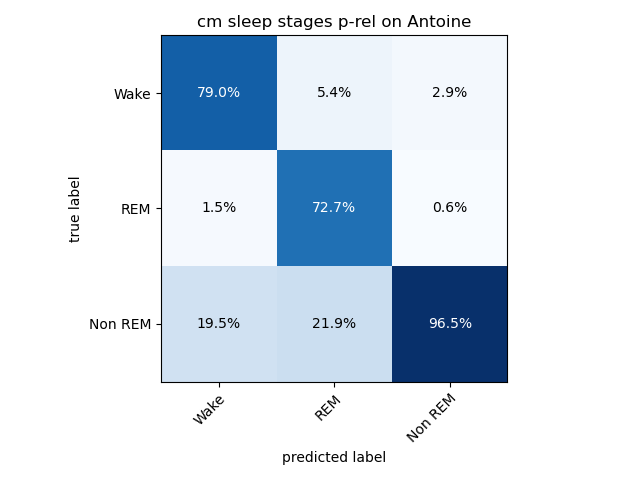 cm sleep stages p-rel on Antoine
true label
Wake
79.0% 5.4% 2.9%
REM
1.5% 72.7% 0.6%
Non REM
19.5% 21.9% 96.5%
Wake REM Non REM
predicted label